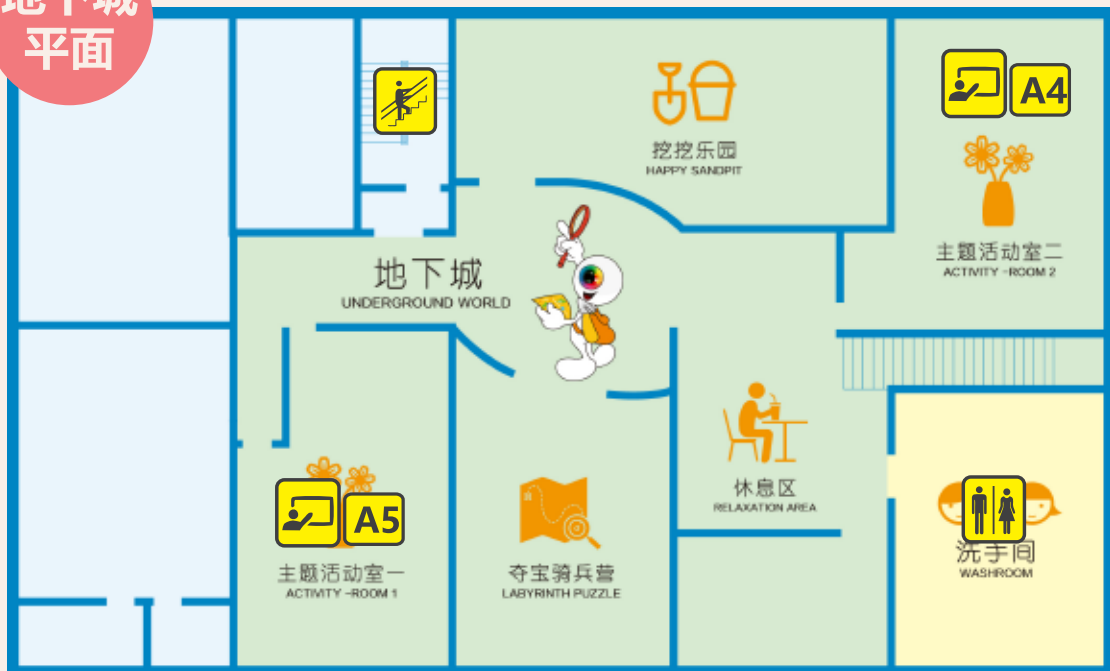 地下城
平面
A4
挖挖乐园
HAPPY SANDPIT
主题活动室二
ACTIVITY -ROOM 2
地下城
UNDERGROUND WORLD
休息区
RELAXATION AREA
A5
主题活动室一
ACTIVITY -ROOM 1
夺宝骑兵营
LABYRINTH PUZZLE
洗手间
WASHROOM